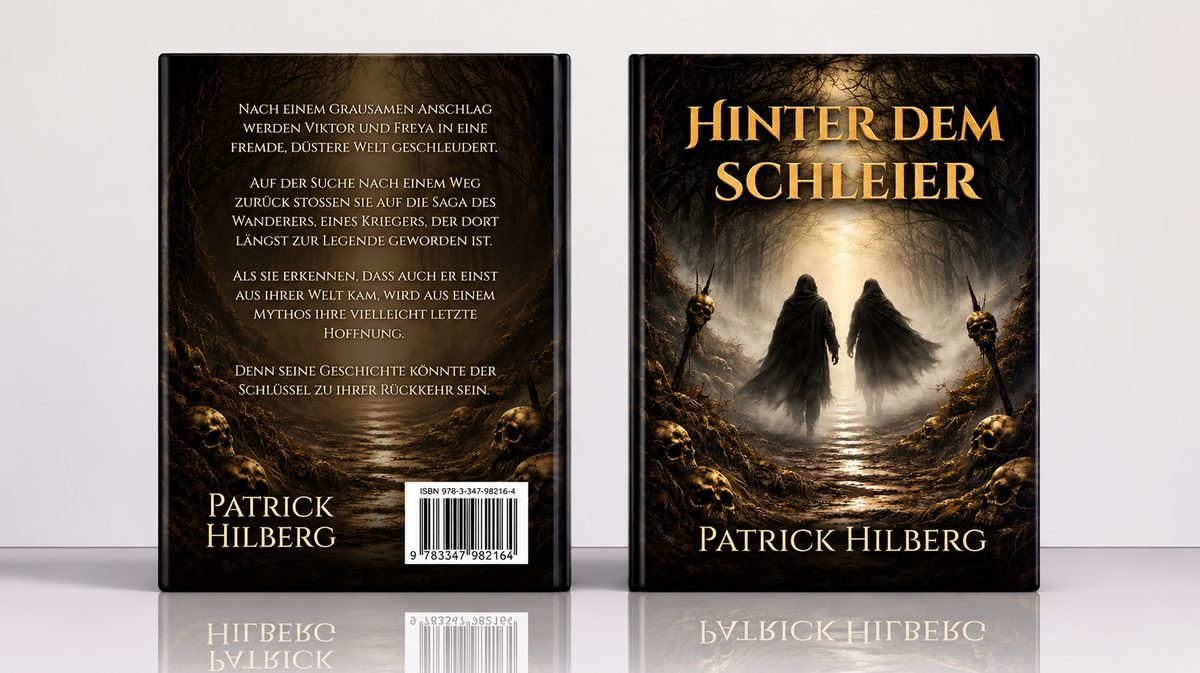 Nach einem Grausamen Anschlag
werden Viktor und Freya in eine
fremde, düstere Welt geschleudert.
Auf der Suche nach einem Weg
zurück stossen sie auf die Saga des
Wanderers, eines Kriegers, der dort
längst zur Legende geworden ist.
Als sie erkennen, dass auch er einst
aus ihrer Welt kam, wird aus einem
Mythos ihre vielleicht letzte
Hoffnung.
Denn seine Geschichte könnte der
Schlüssel zu ihrer Rückkehr sein.
Patrick
Hilberg
ISBN 978-3-347-98216-4
9 783347 982164
Hinter dem
Schleier
Patrick Hilberg